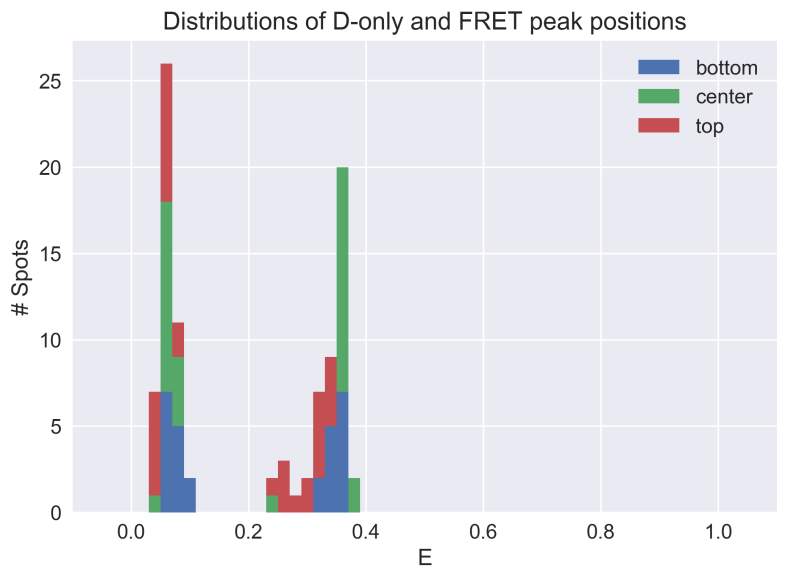 Distributions of D-only and FRET peak positions
bottom
center
top
# Spots
25
20
15
10
5
0
0.0 0.2 0.4 0.6 0.8 1.0
E